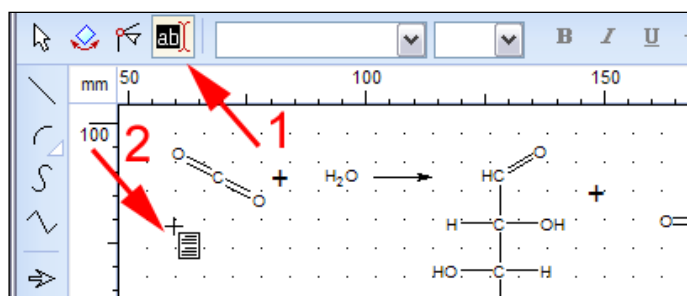 ab
B I U
mm 50 100 150
1
100
2
O C O + H₂O HC O +
H C OH O
HO C H